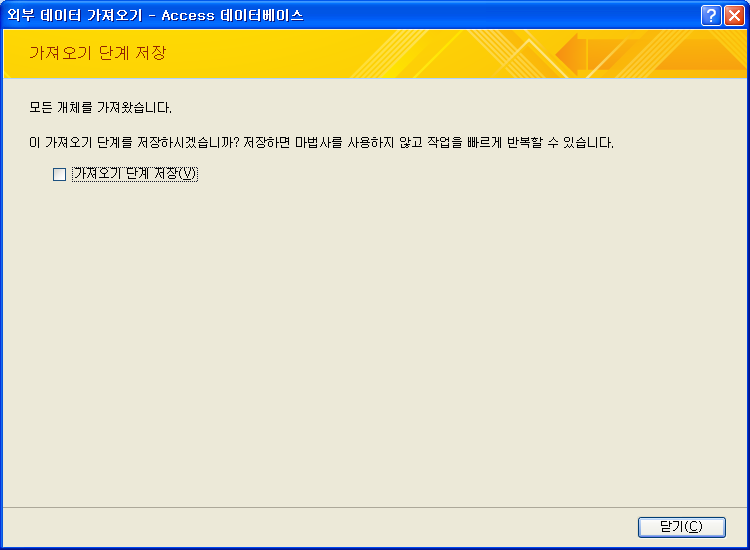 외부 데이터 가져오기 - Access 데이터베이스
가져오기 단계 저장
모든 개체를 가져왔습니다.
이 가져오기 단계를 저장하시겠습니까? 저장하면 마법사를 사용하지 않고 작업을 빠르게 반복할 수 있습니다.
가져오기 단계 저장(V)
닫기(C)